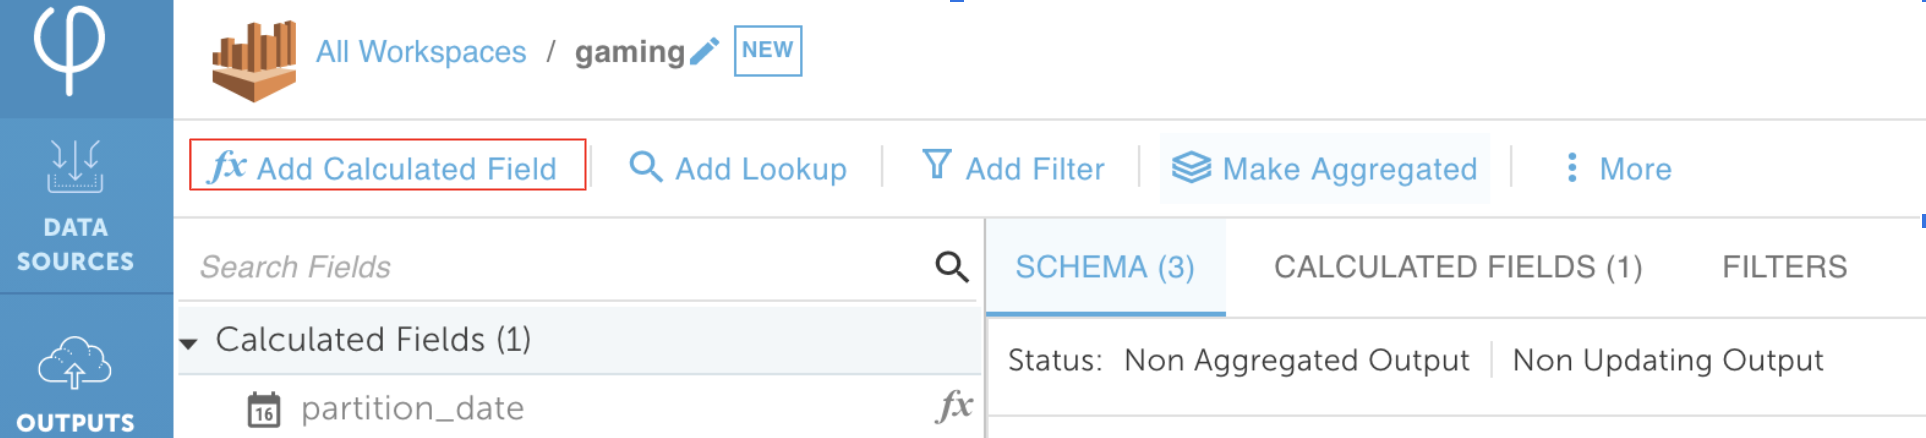 All Workspaces / gaming NEW
fx Add Calculated Field Add Lookup Add Filter Make Aggregated More
DATA
SOURCES
OUTPUTS
Search Fields
Calculated Fields (1)
16 partition_date fx
SCHEMA (3) CALCULATED FIELDS (1) FILTERS
Status: Non Aggregated Output Non Updating Output